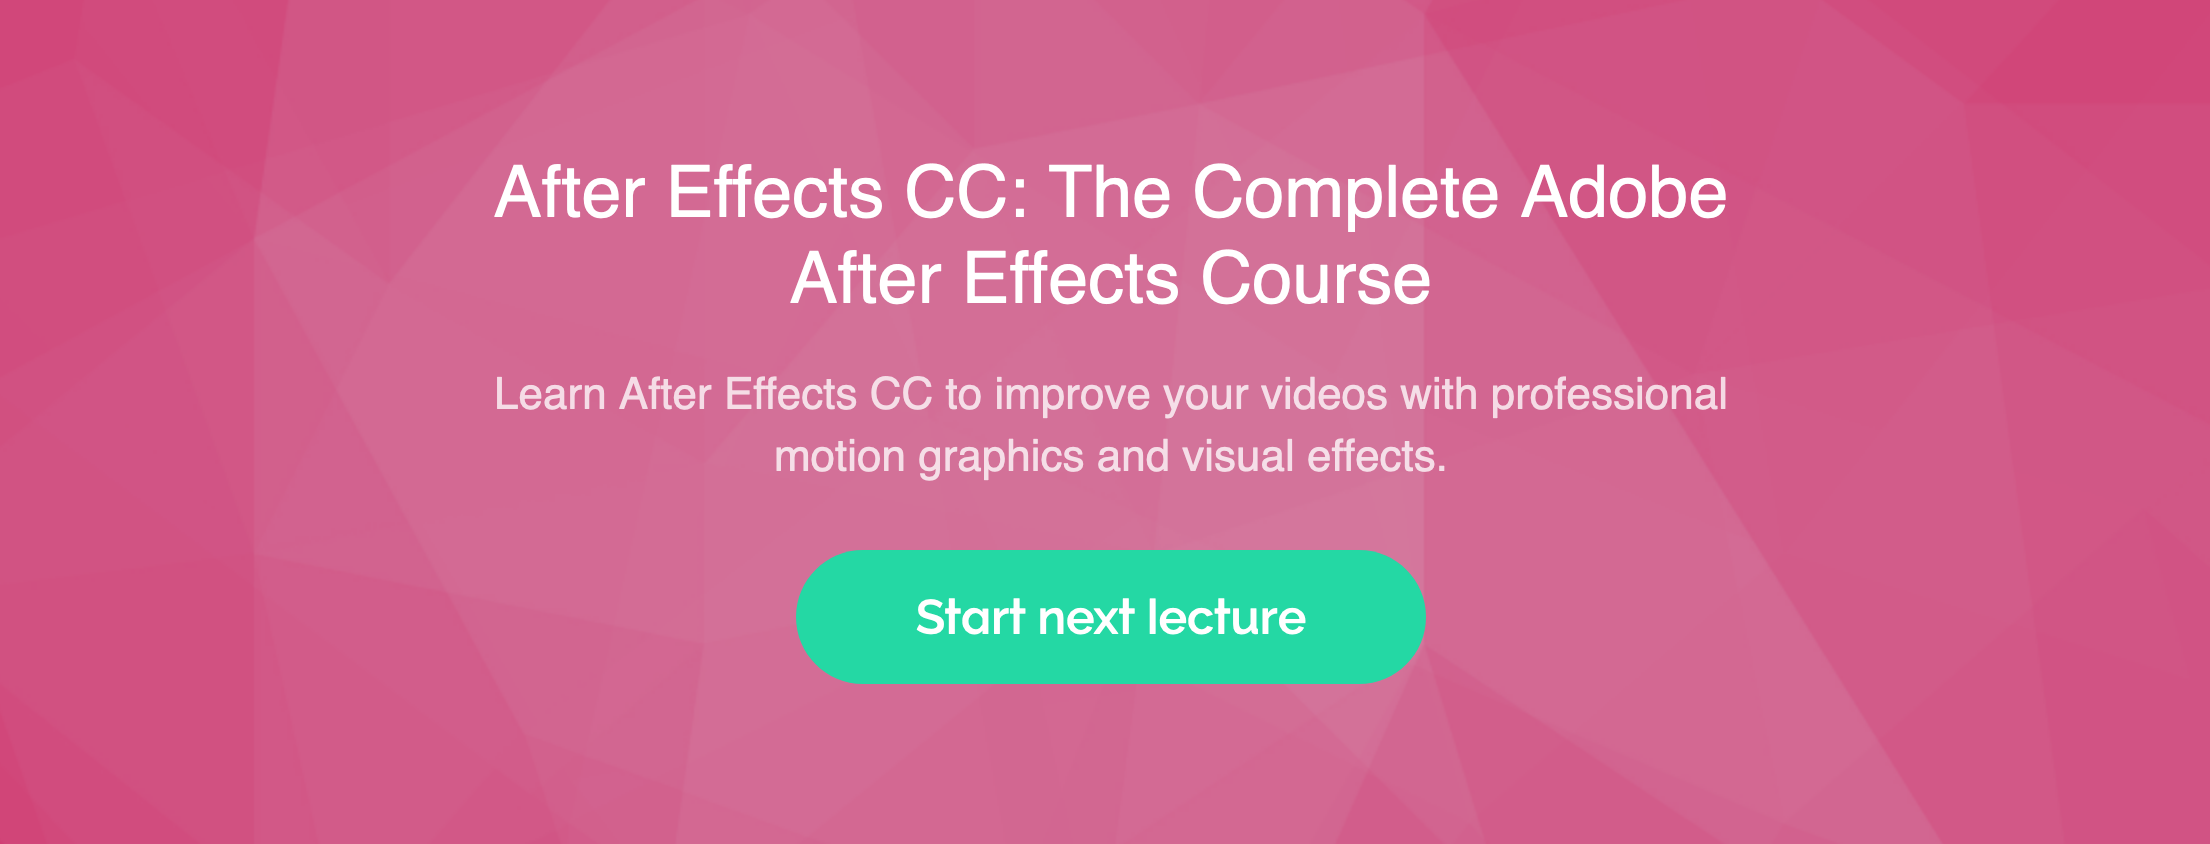 After Effects CC: The Complete Adobe
After Effects Course
Learn After Effects CC to improve your videos with professional
motion graphics and visual effects.
Start next lecture